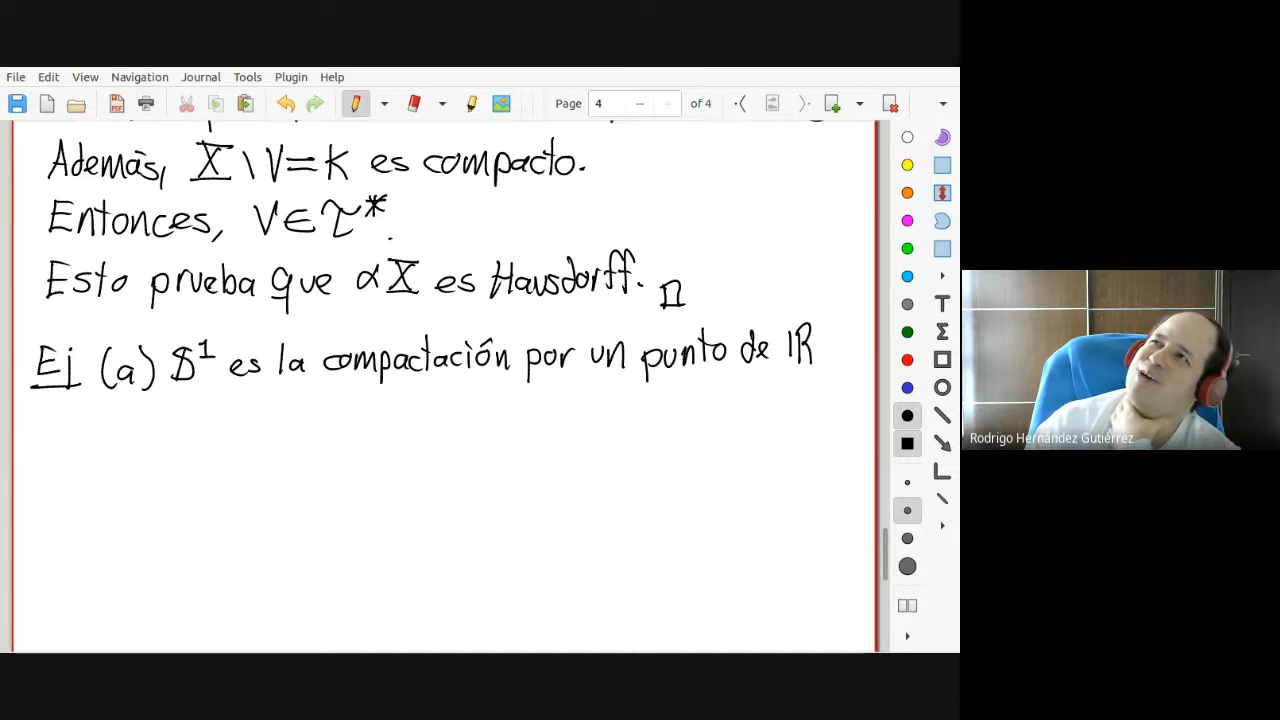 File Edit View Navigation Journal Tools Plugin Help
Page 4 of 4
Además, X \ V = K es compacto.
Entonces, V ∈ τ*.
Esto prueba que αX es Hausdorff. □
Ej (a) S¹ es la compactación por un punto de ℝ
Rodrigo Hernández Gutiérrez